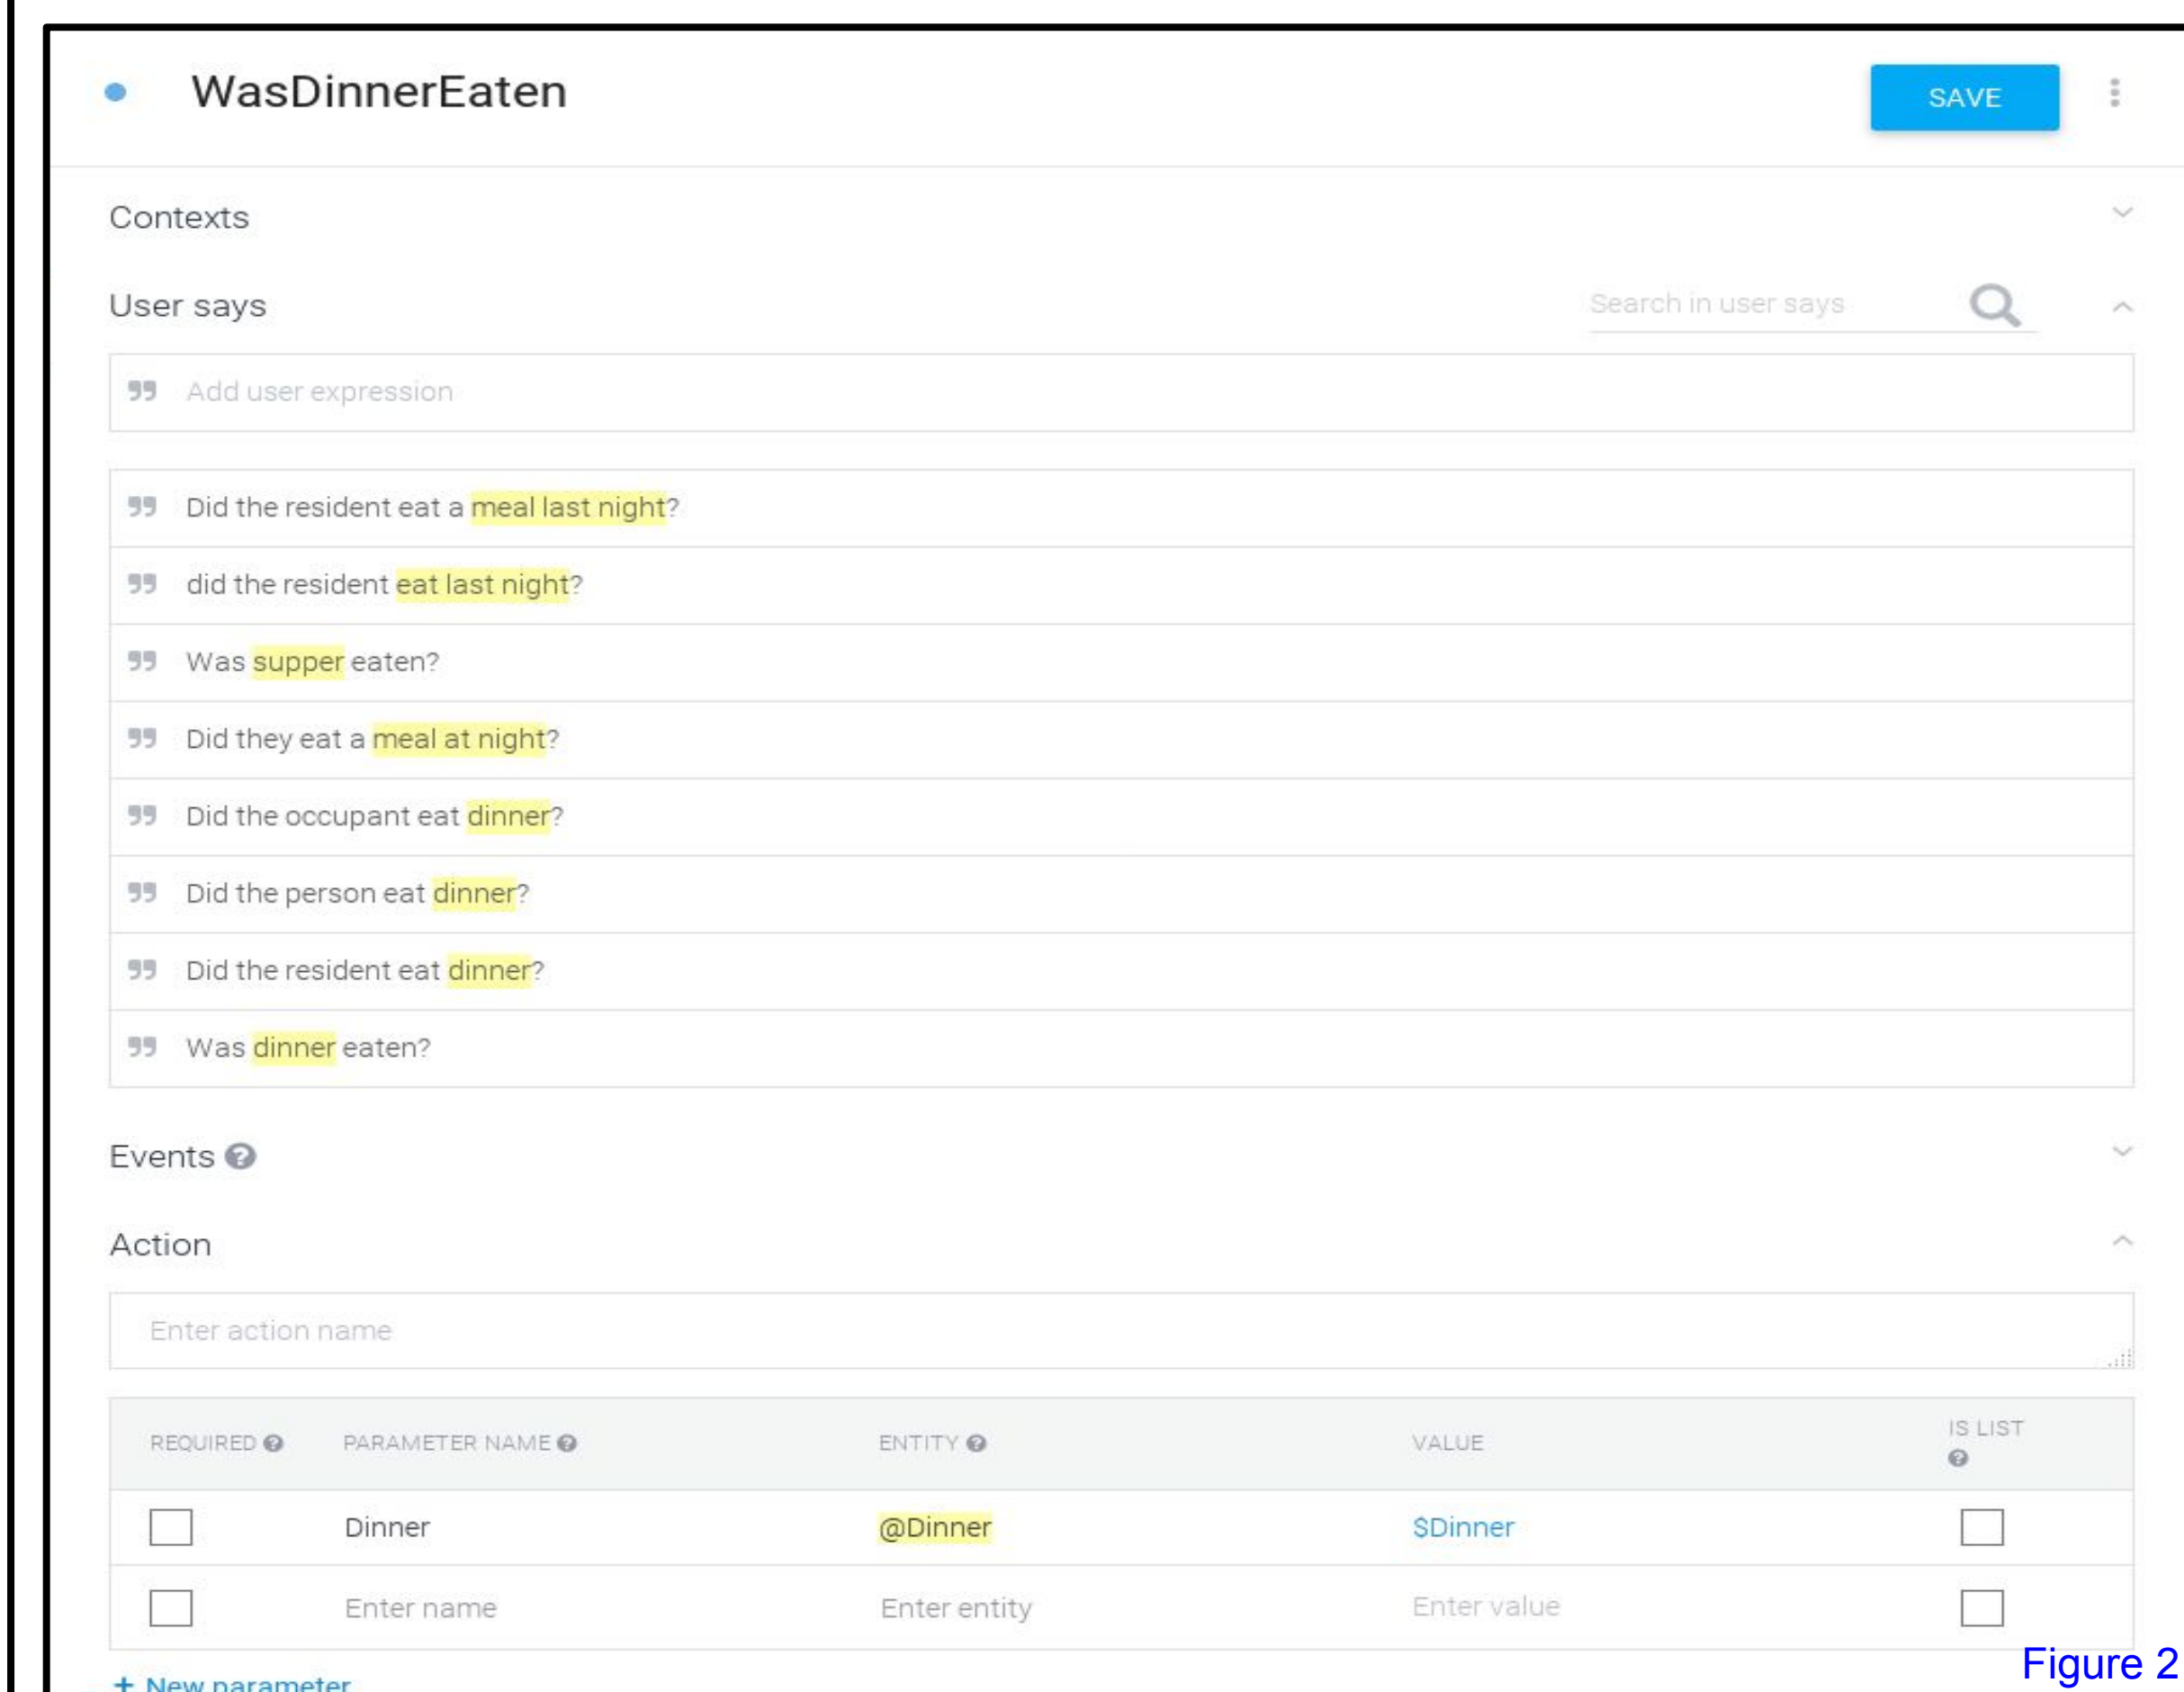 WasDinnerEaten
SAVE
Contexts
User says
Search in user says
Add user expression
Did the resident eat a meal last night?
did the resident eat last night?
Was supper eaten?
Did they eat a meal at night?
Did the occupant eat dinner?
Did the person eat dinner?
Did the resident eat dinner?
Was dinner eaten?
Events
Action
Enter action name
REQUIRED PARAMETER NAME ENTITY VALUE IS LIST
Dinner @Dinner $Dinner
Enter name Enter entity Enter value
+ New parameter
Figure 2